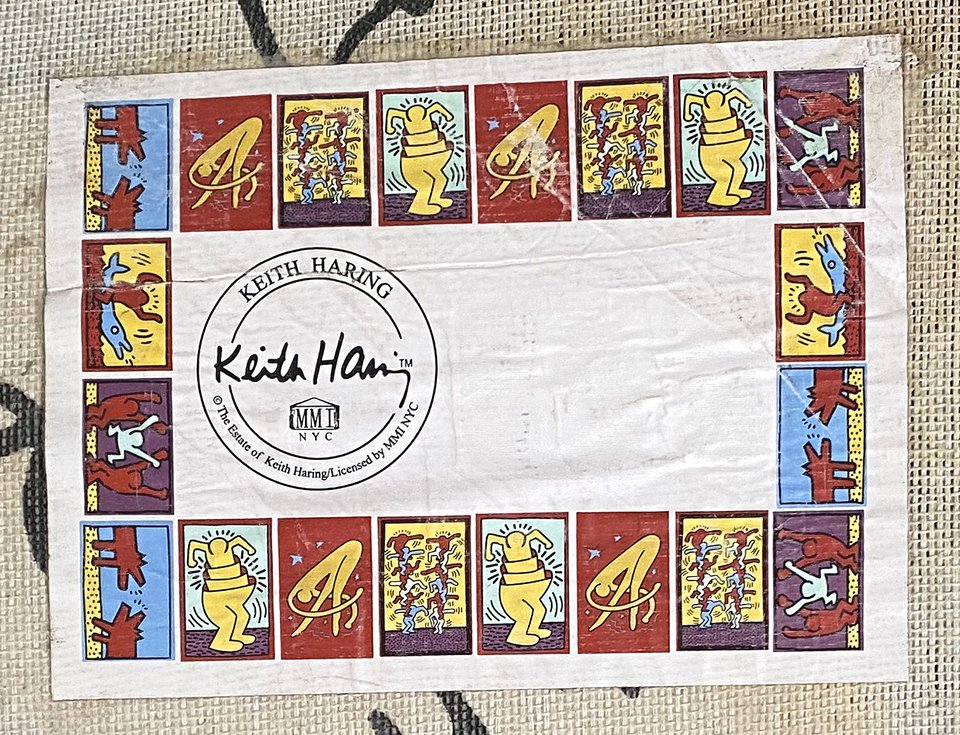 KEITH HARING
Keith Haring™
MMI
NYC
© The Estate of Keith Haring/Licensed by MMI NYC